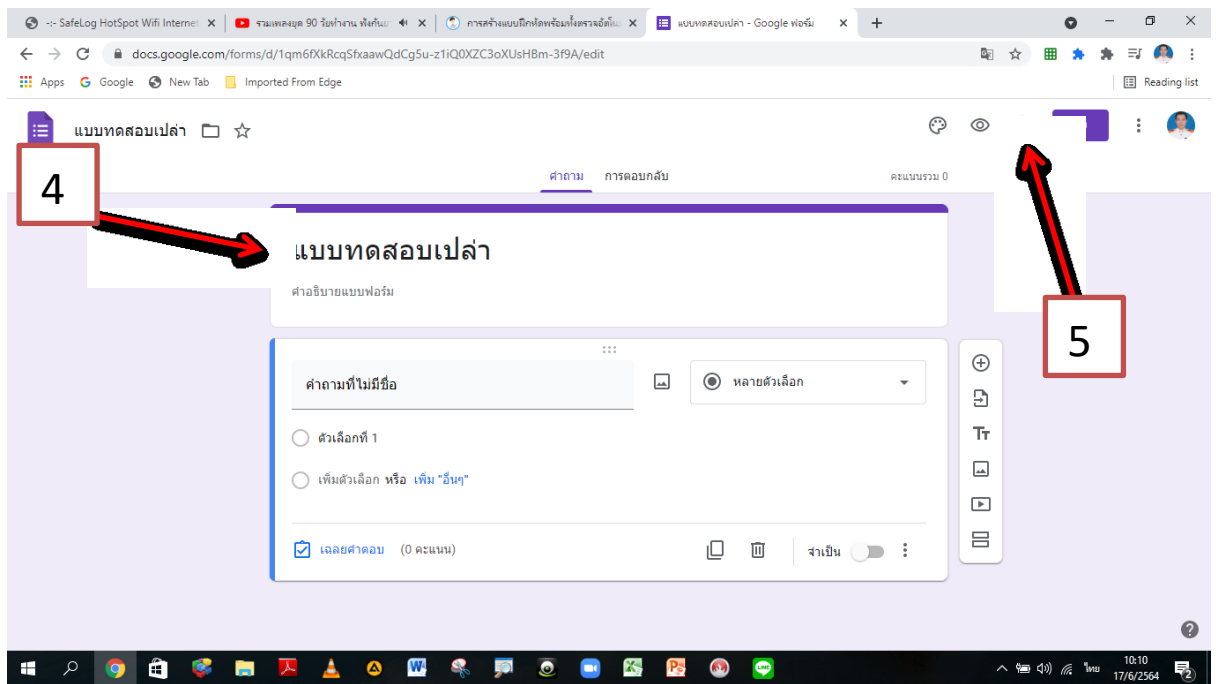 -:- SafeLog HotSpot Wifi Internet
รวมเพลงยุค 90 วัยทำงาน ฟังกันยา
การสร้างแบบฝึกหัดพร้อมทั้งตรวจอัตโน
แบบทดสอบเปล่า - Google ฟอร์ม
docs.google.com/forms/d/1qm6fXkRcqSfxaawQdCg5u-z1iQ0XZC3oXUsHBm-3f9A/edit
Apps
Google
New Tab
Imported From Edge
Reading list
แบบทดสอบเปล่า
4
คำถาม
การตอบกลับ
คะแนนรวม 0
แบบทดสอบเปล่า
คำอธิบายแบบฟอร์ม
5
คำถามที่ไม่มีชื่อ
หลายตัวเลือก
ตัวเลือกที่ 1
เพิ่มตัวเลือก หรือ เพิ่ม "อื่นๆ"
เฉลยคำตอบ
(0 คะแนน)
จำเป็น
ไทย
10:10
17/6/2564